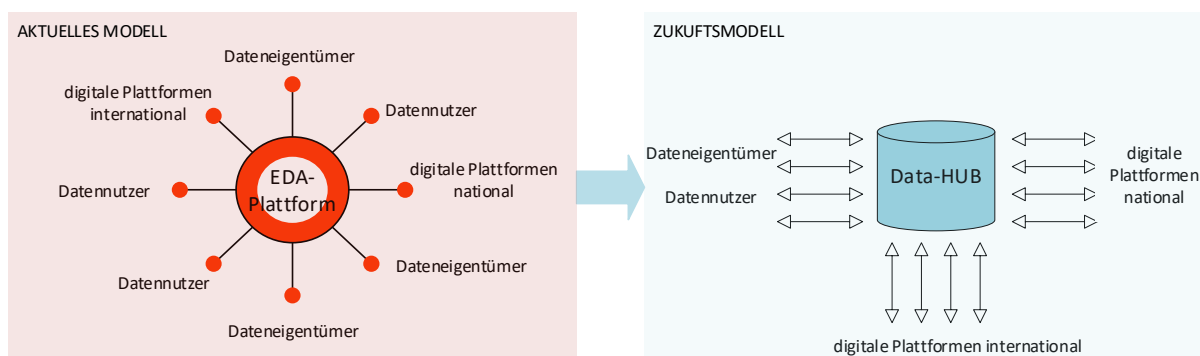 AKTUELLES MODELL
Dateneigentümer
digitale Plattformen
international
Datennutzer
EDA-
Plattform
digitale Plattformen
national
Datennutzer
Dateneigentümer
Datennutzer
Dateneigentümer
ZUKUFTSMODELL
Dateneigentümer
Datennutzer
Data-HUB
digitale
Plattformen
national
digitale Plattformen international